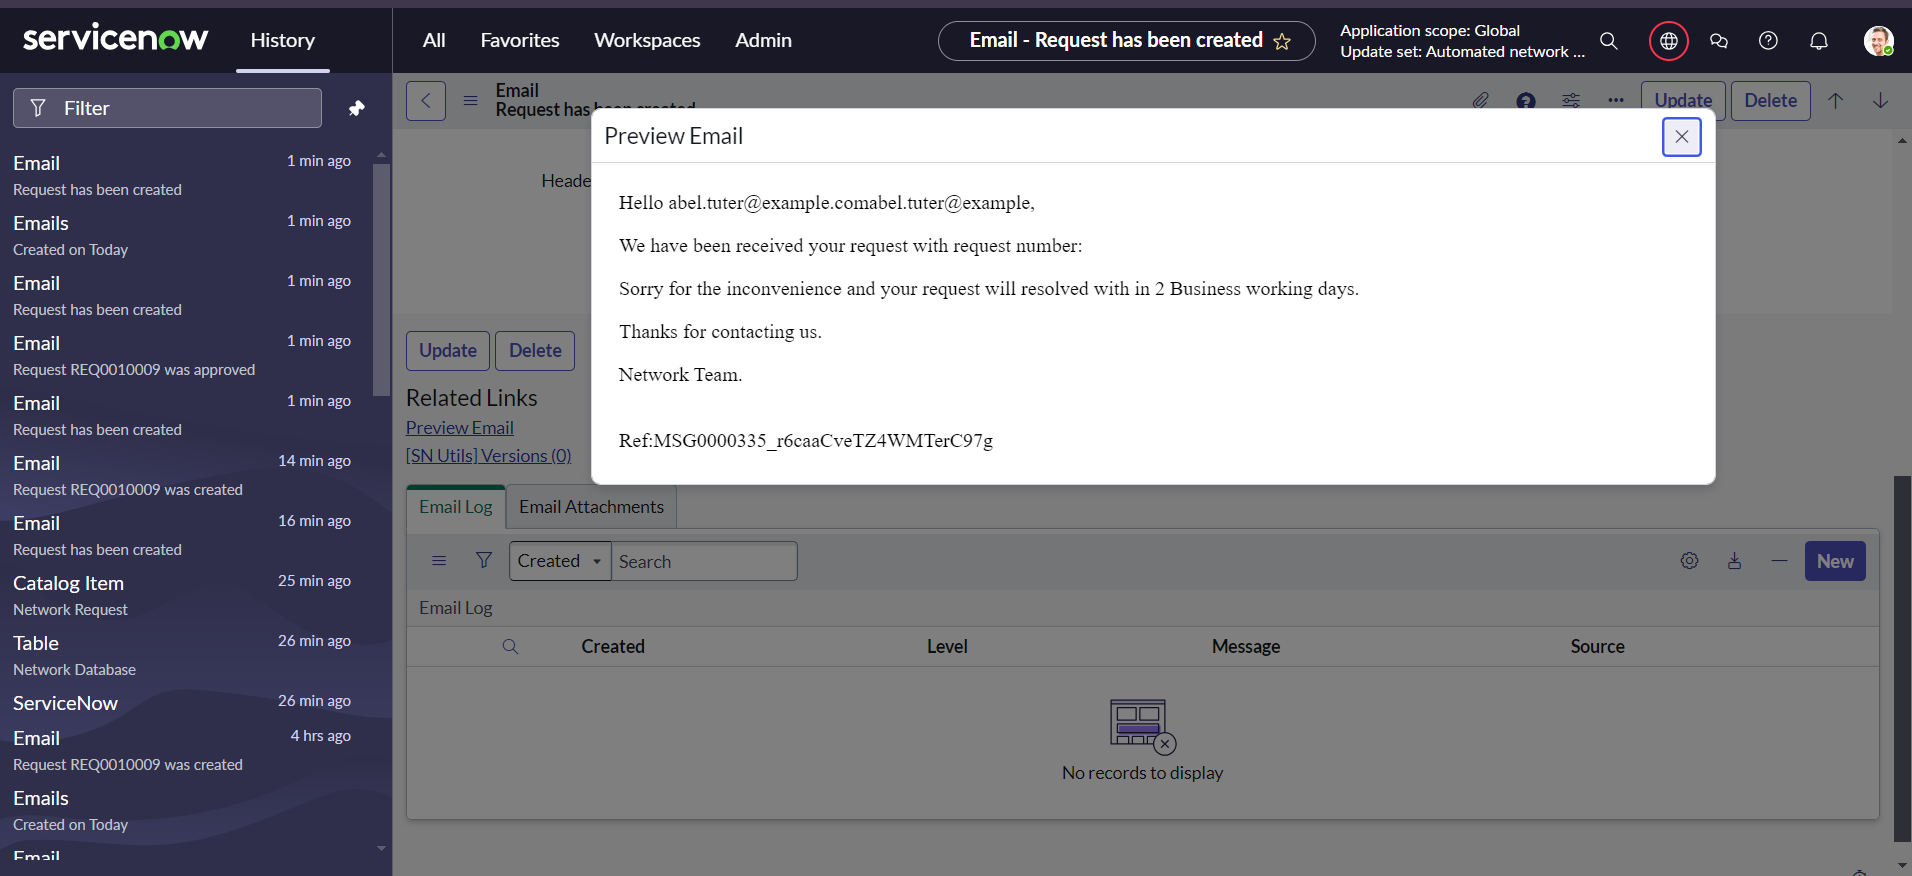 servicenow
History
All
Favorites
Workspaces
Admin
Email - Request has been created
Application scope: Global
Update set: Automated network ...
Filter
Email
1 min ago
Request has been created
Emails
1 min ago
Created on Today
Email
1 min ago
Request has been created
Email
1 min ago
Request REQ0010009 was approved
Email
1 min ago
Request has been created
Email
14 min ago
Request REQ0010009 was created
Email
16 min ago
Request has been created
Catalog Item
25 min ago
Network Request
Table
26 min ago
Network Database
ServiceNow
26 min ago
Email
4 hrs ago
Request REQ0010009 was created
Emails
Created on Today
Email
Email
Request has been created
Update
Delete
Heade
Preview Email
Hello abel.tuter@example.comabel.tuter@example,
We have been received your request with request number:
Sorry for the inconvenience and your request will resolved with in 2 Business working days.
Thanks for contacting us.
Network Team.
Ref:MSG0000335_r6caaCveTZ4WMTerC97g
Update
Delete
Related Links
Preview Email
[SN Utils] Versions (0)
Email Log
Email Attachments
Created
Search
New
Email Log
Created
Level
Message
Source
No records to display